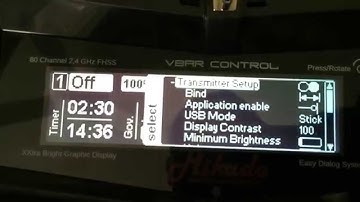 80 Channel 2,4 GHz FHSS
VBAR CONTROL
Press/Rotate
1 Off
100%
Timer
02:30
14:36
Gov.
select
- Transmitter Setup
Bind
Application enable
USB Mode Stick
Display Contrast 100
Minimum Brightness
XXtra Bright Graphic Display
Mikado
Easy Dialog System